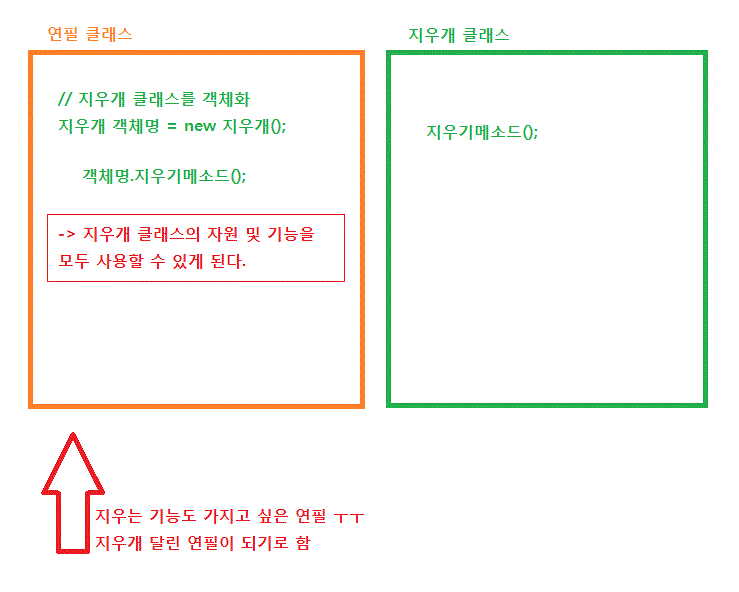 연필 클래스
// 지우개 클래스를 객체화
지우개 객체명 = new 지우개();
객체명.지우기메소드();
-> 지우개 클래스의 자원 및 기능을
모두 사용할 수 있게 된다.
지우개 클래스
지우기메소드();
지우는 기능도 가지고 싶은 연필 ㅜㅜ
지우개 달린 연필이 되기로 함